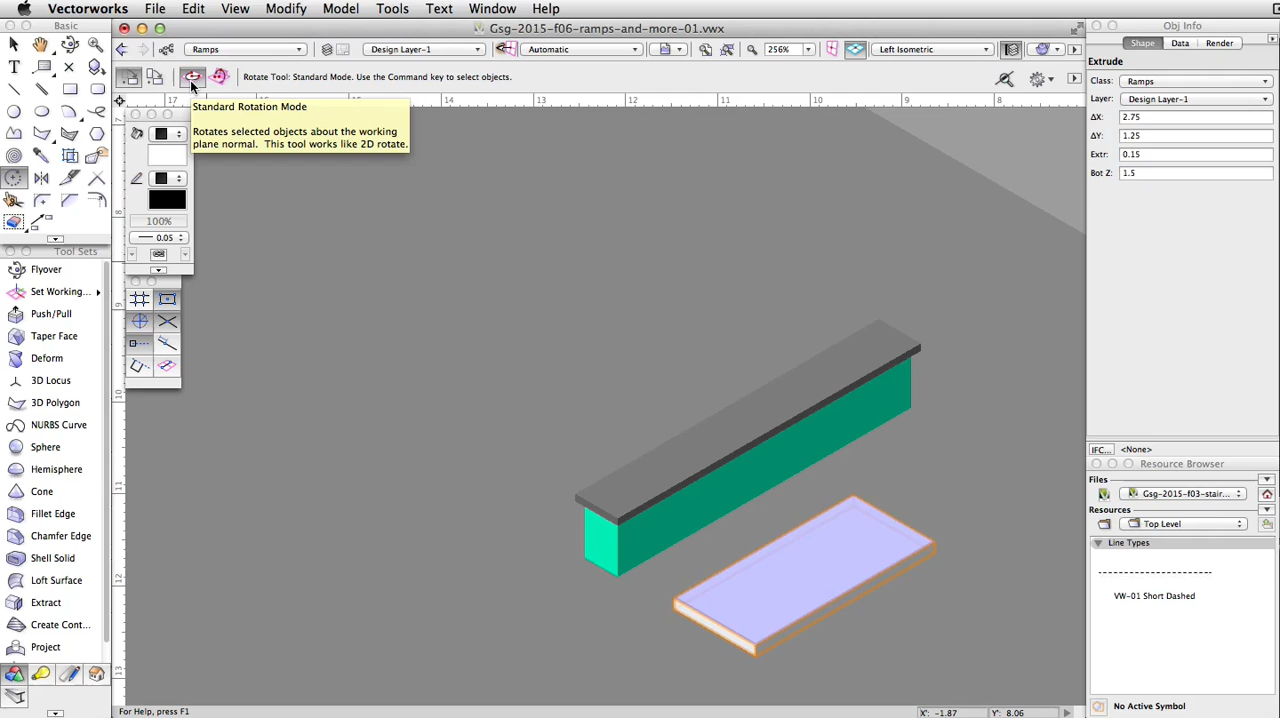 Vectorworks File Edit View Modify Model Tools Text Window Help
Basic
Gsg-2015-f06-ramps-and-more-01.vwx
Obj Info
Ramps
Design Layer-1
Automatic
256%
Left Isometric
Rotate Tool: Standard Mode. Use the Command key to select objects.
17 13 12 11 10 9 8
Standard Rotation Mode
Rotates selected objects about the working
plane normal. This tool works like 2D rotate.
100%
0.05
7
8
9
10
11
12
13
Tool Sets
Flyover
Set Working...
Push/Pull
Taper Face
Deform
3D Locus
3D Polygon
NURBS Curve
Sphere
Hemisphere
Cone
Fillet Edge
Chamfer Edge
Shell Solid
Loft Surface
Extract
Create Cont...
Project
Shape Data Render
Extrude
Class: Ramps
Layer: Design Layer-1
ΔX: 2.75
ΔY: 1.25
Extr: 0.15
Bot Z: 1.5
IFC... <None>
Resource Browser
Files
Gsg-2015-f03-stair...
Resources
Top Level
Line Types
VW-01 Short Dashed
No Active Symbol
For Help, press F1
X': -1.87
Y': 8.06